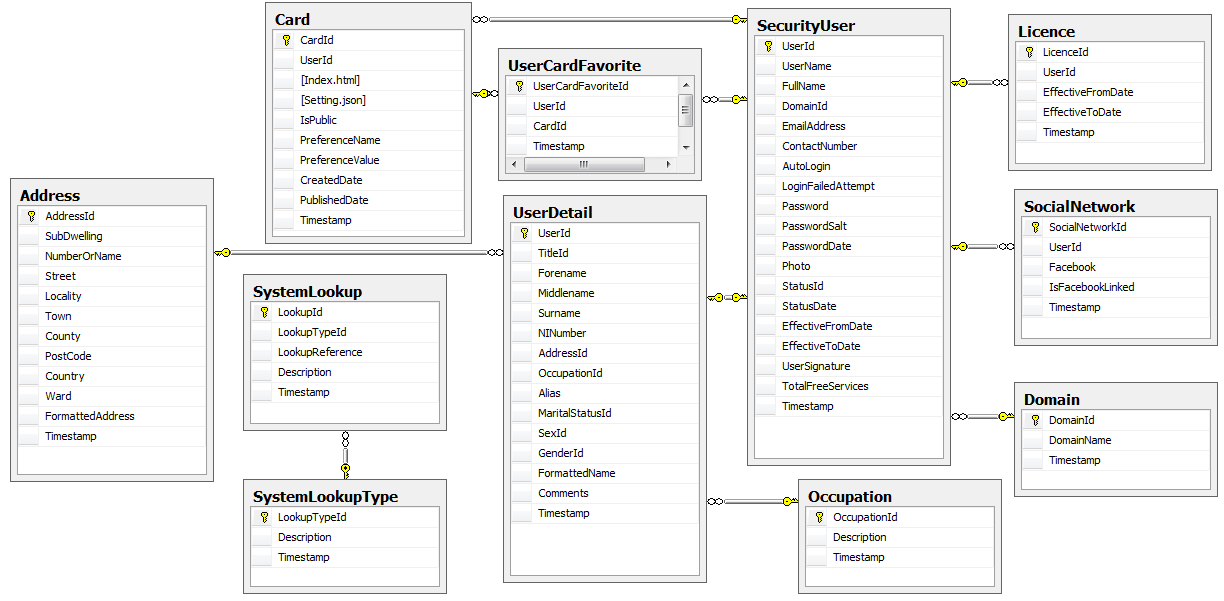 Card
CardId
UserId
[Index.html]
[Setting.json]
IsPublic
PreferenceName
PreferenceValue
CreatedDate
PublishedDate
Timestamp
UserCardFavorite
UserCardFavoriteId
UserId
CardId
Timestamp
SecurityUser
UserId
UserName
FullName
DomainId
EmailAddress
ContactNumber
AutoLogin
LoginFailedAttempt
Password
PasswordSalt
PasswordDate
Photo
StatusId
StatusDate
EffectiveFromDate
EffectiveToDate
UserSignature
TotalFreeServices
Timestamp
Licence
LicenceId
UserId
EffectiveFromDate
EffectiveToDate
Timestamp
Address
AddressId
SubDwelling
NumberOrName
Street
Locality
Town
County
PostCode
Country
Ward
FormattedAddress
Timestamp
UserDetail
UserId
TitleId
Forename
Middlename
Surname
NINumber
AddressId
OccupationId
Alias
MaritalStatusId
SexId
GenderId
FormattedName
Comments
Timestamp
SocialNetwork
SocialNetworkId
UserId
Facebook
IsFacebookLinked
Timestamp
SystemLookup
LookupId
LookupTypeId
LookupReference
Description
Timestamp
Domain
DomainId
DomainName
Timestamp
SystemLookupType
LookupTypeId
Description
Timestamp
Occupation
OccupationId
Description
Timestamp